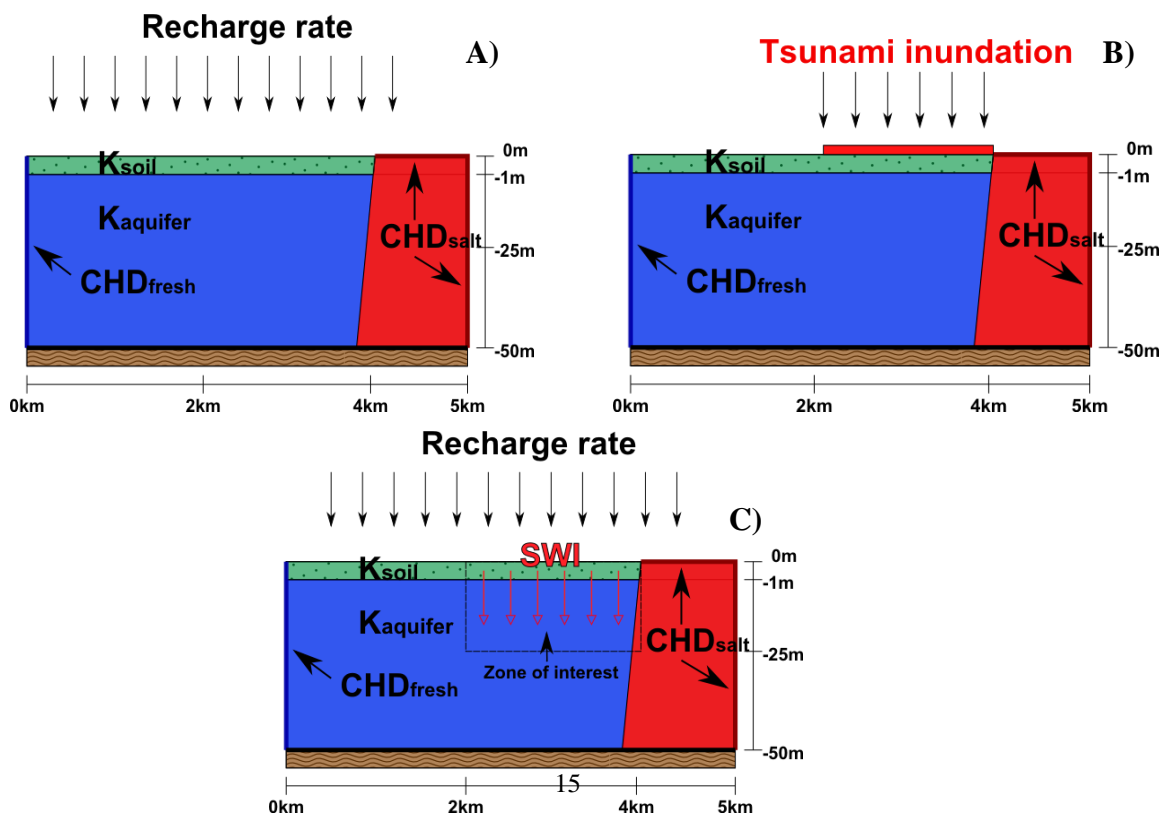 Recharge rate
A)
Ksoil
Kaquifer
CHDfresh
CHDsalt
0m
-1m
-25m
-50m
0km
2km
4km
5km
Tsunami inundation
B)
Ksoil
Kaquifer
CHDfresh
CHDsalt
0m
-1m
-25m
-50m
0km
2km
4km
5km
Recharge rate
C)
SWI
Ksoil
Kaquifer
CHDfresh
Zone of interest
CHDsalt
0m
-1m
-25m
-50m
15
0km
2km
4km
5km